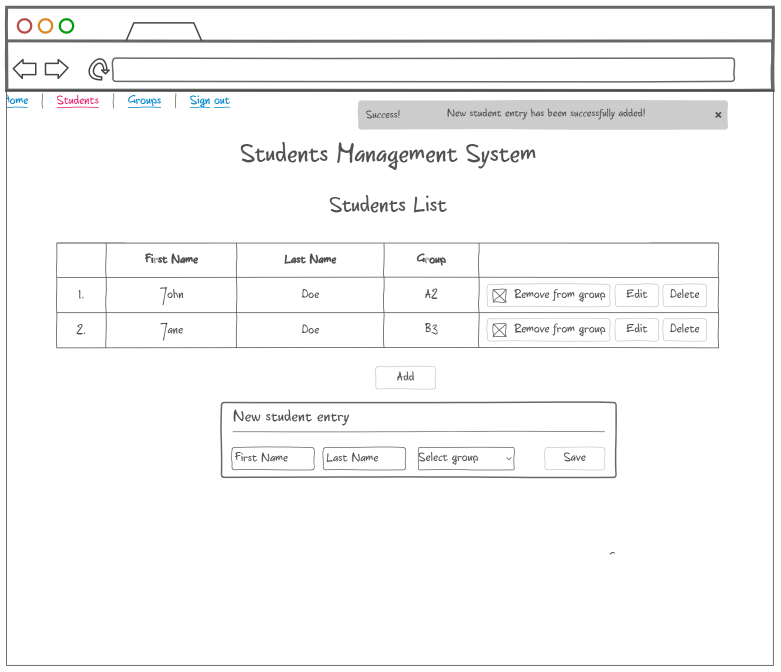 Home Students Groups Sign out
Success! New student entry has been successfully added! ×
Students Management System
Students List
First Name Last Name Group
1. John Doe A2 Remove from group Edit Delete
2. Jane Doe B3 Remove from group Edit Delete
Add
New student entry
First Name Last Name Select group Save